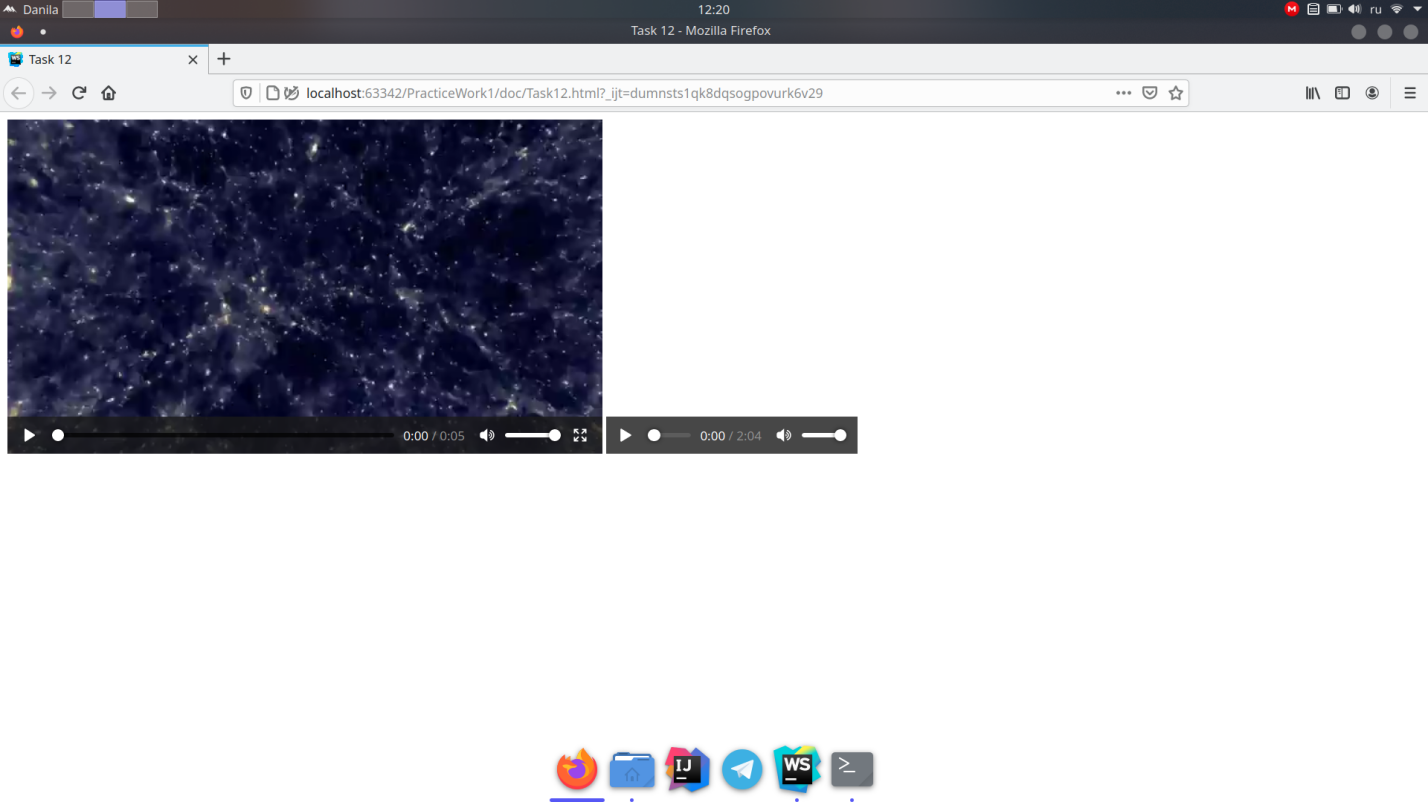 Danila
12:20
M
ru
Task 12 - Mozilla Firefox
WS
Task 12
localhost:63342/PracticeWork1/doc/Task12.html?_ijt=dumnsts1qk8dqsogpovurk6v29
0:00 / 0:05
0:00 / 2:04
IJ
WS